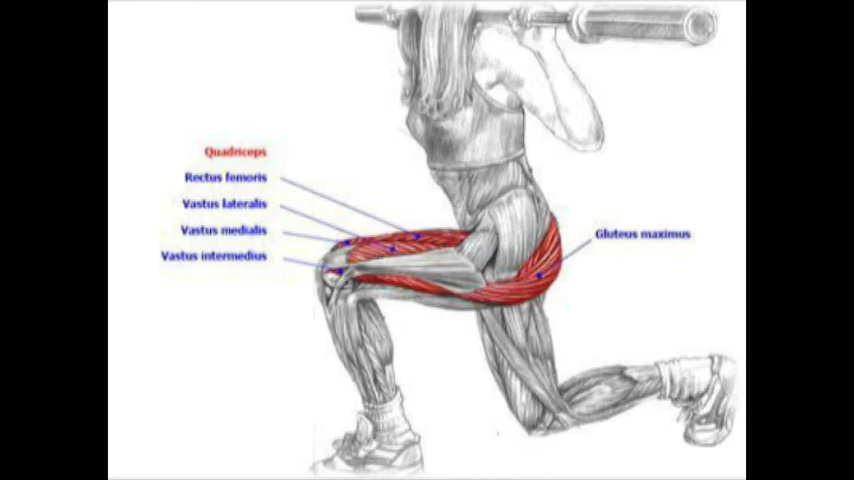 Quadriceps
Rectus femoris
Vastus lateralis
Vastus medialis
Vastus intermedius
Gluteus maximus